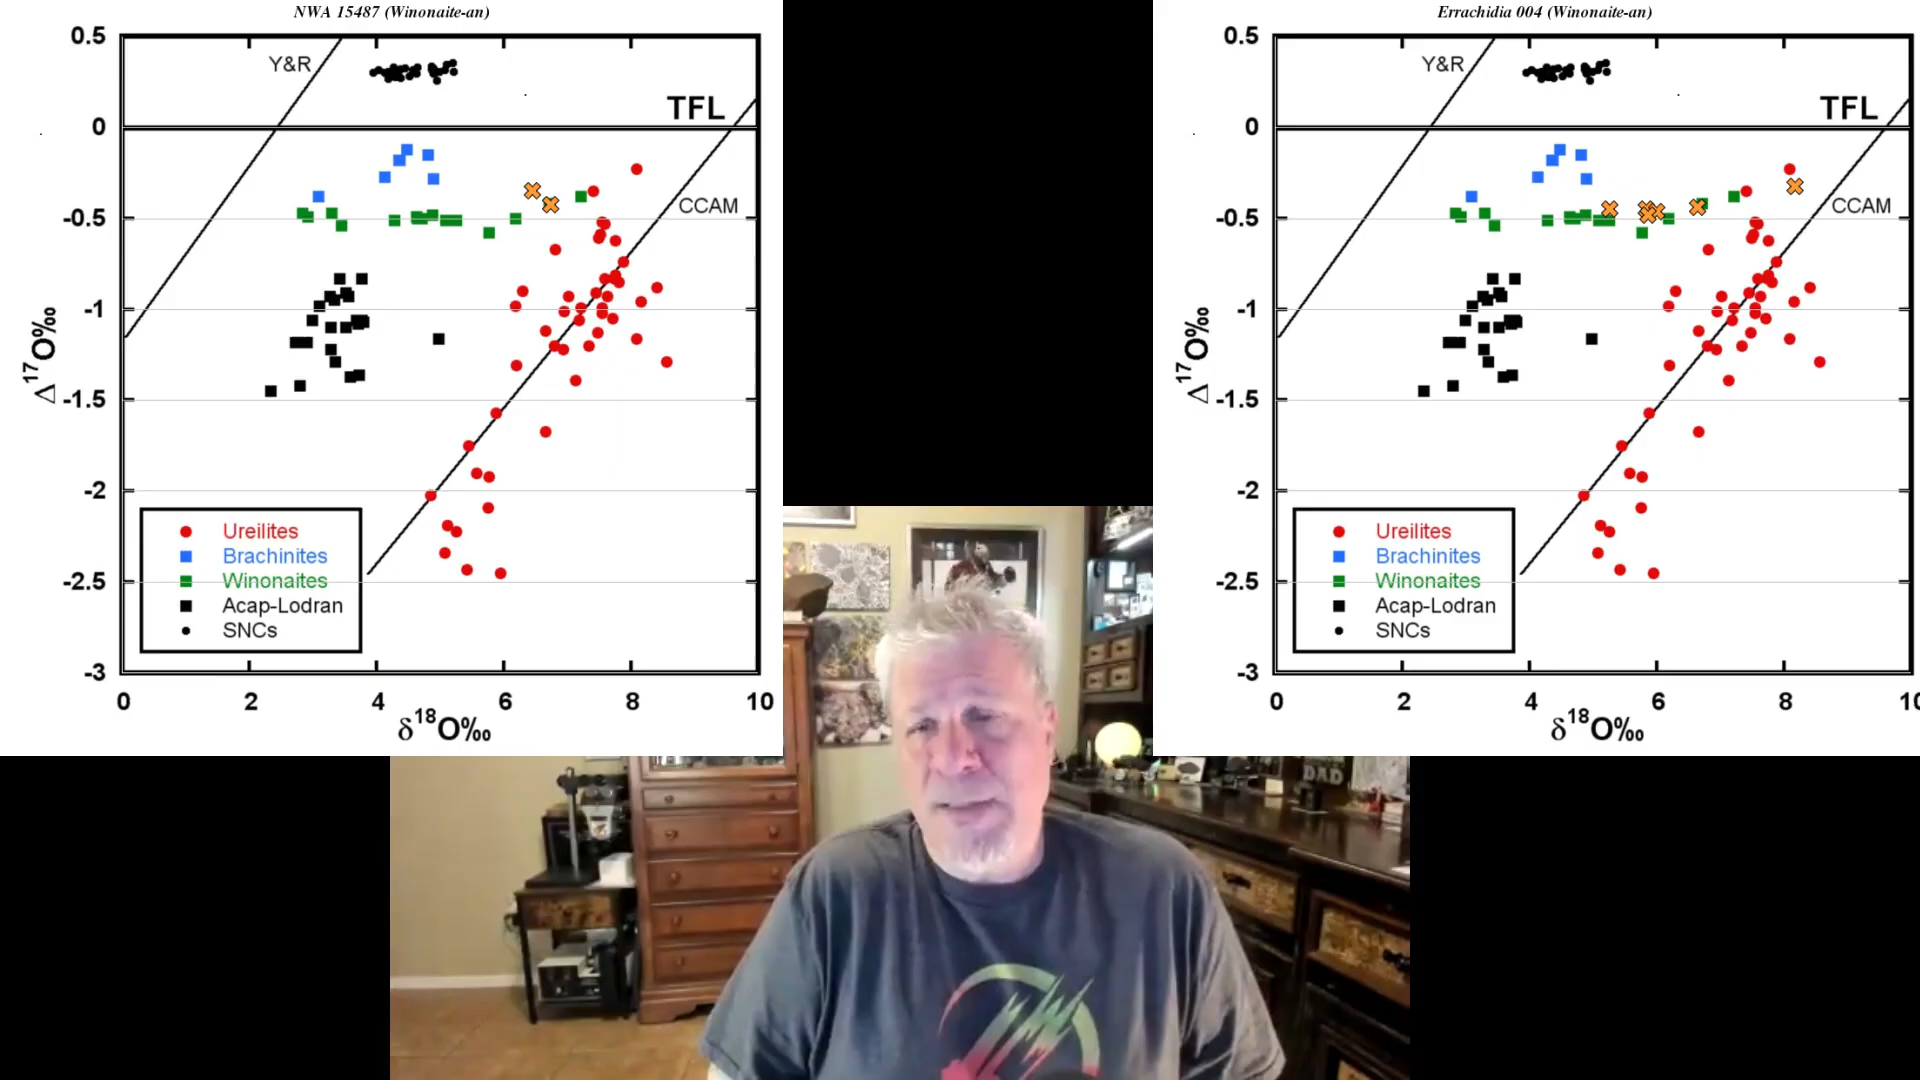 NWA 15487 (Winonaite-an)
0.5
Y&R
TFL
0
-0.5
CCAM
-1
Δ17O‰
-1.5
-2
Ureilites
Brachinites
-2.5
Winonaites
Acap-Lodran
SNCs
-3
0 2 4 6 8 10
δ18O‰
Errachidia 004 (Winonaite-an)
0.5
Y&R
TFL
0
-0.5
CCAM
-1
Δ17O‰
-1.5
-2
Ureilites
Brachinites
-2.5
Winonaites
Acap-Lodran
SNCs
-3
0 2 4 6 8 10
δ18O‰
DAD